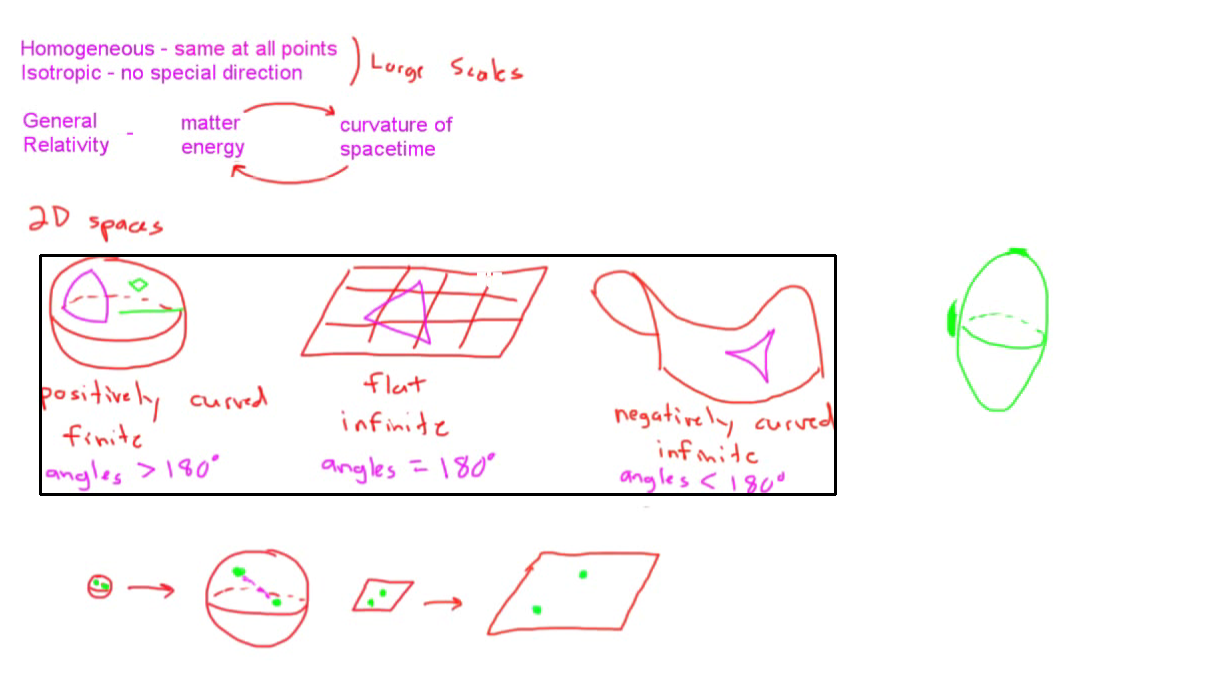 Homogeneous - same at all points
Isotropic - no special direction
) Large Scales
General Relativity -
matter energy
curvature of spacetime
2D spaces
positively curved
finite
angles > 180°
flat
infinite
angles = 180°
negatively curved
infinite
angles < 180°